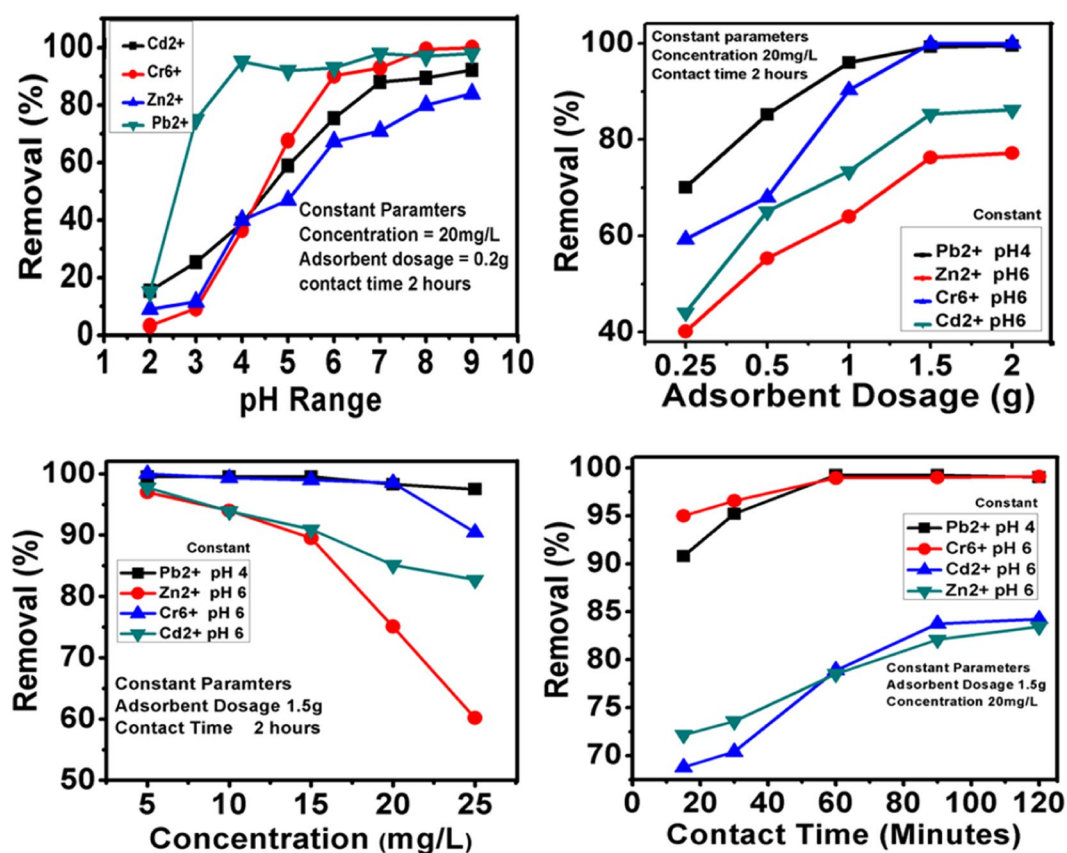 Removal (%)
100
80
60
40
20
0
Cd2+
Cr6+
Zn2+
Pb2+
Constant Paramters
Concentration = 20mg/L
Adsorbent dosage = 0.2g
contact time 2 hours
1 2 3 4 5 6 7 8 9 10
pH Range
Removal (%)
100
80
60
40
Constant parameters
Concentration 20mg/L
Contact time 2 hours
Constant
Pb2+ pH4
Zn2+ pH6
Cr6+ pH6
Cd2+ pH6
0.25 0.5 1 1.5 2
Adsorbent Dosage (g)
Removal (%)
100
90
80
70
60
50
Constant
Pb2+ pH 4
Zn2+ pH 6
Cr6+ pH 6
Cd2+ pH 6
Constant Paramters
Adsorbent Dosage 1.5g
Contact Time 2 hours
5 10 15 20 25
Concentration (mg/L)
Removal (%)
100
95
90
85
80
75
70
Constant
Pb2+ pH 4
Cr6+ pH 6
Cd2+ pH 6
Zn2+ pH 6
Constant Parameters
Adsorbent Dosage 1.5g
Concentration 20mg/L
0 20 40 60 80 100 120
Contact Time (Minutes)